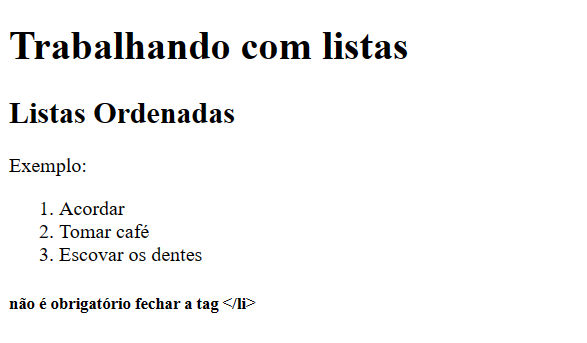 Trabalhando com listas
Listas Ordenadas
Exemplo:
1. Acordar
2. Tomar café
3. Escovar os dentes
não é obrigatório fechar a tag </li>